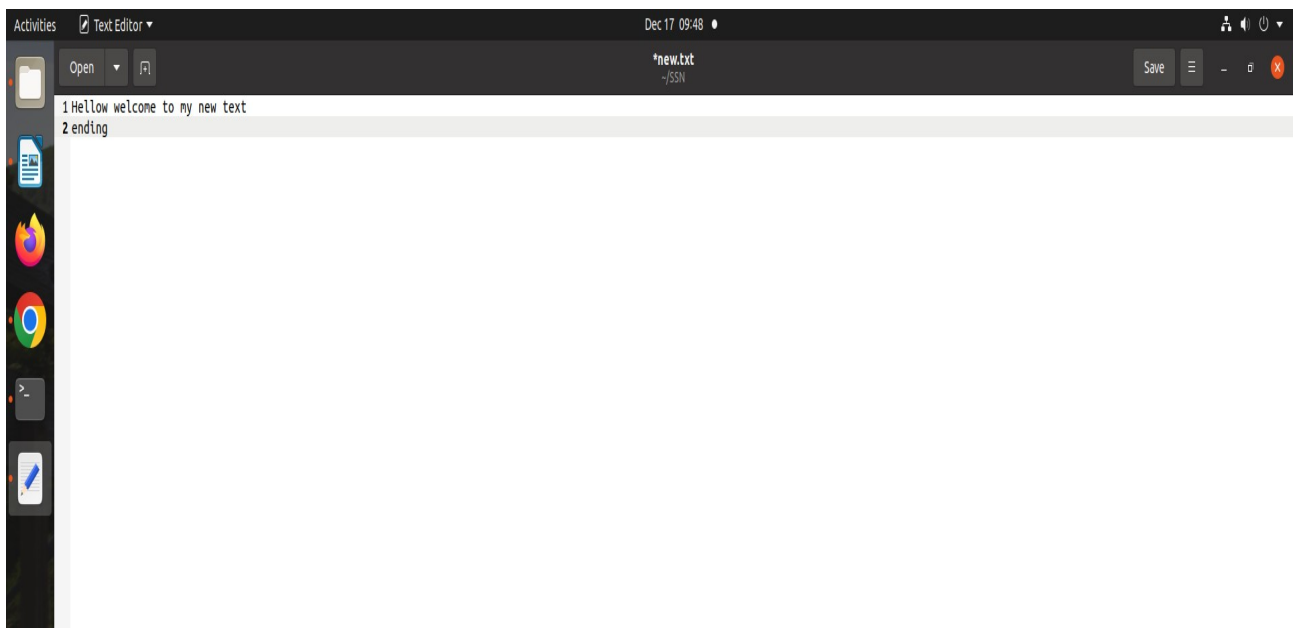 Activities Text Editor Dec 17 09:48
Open *new.txt Save
~/SSN
1 Hellow welcome to my new text
2 ending